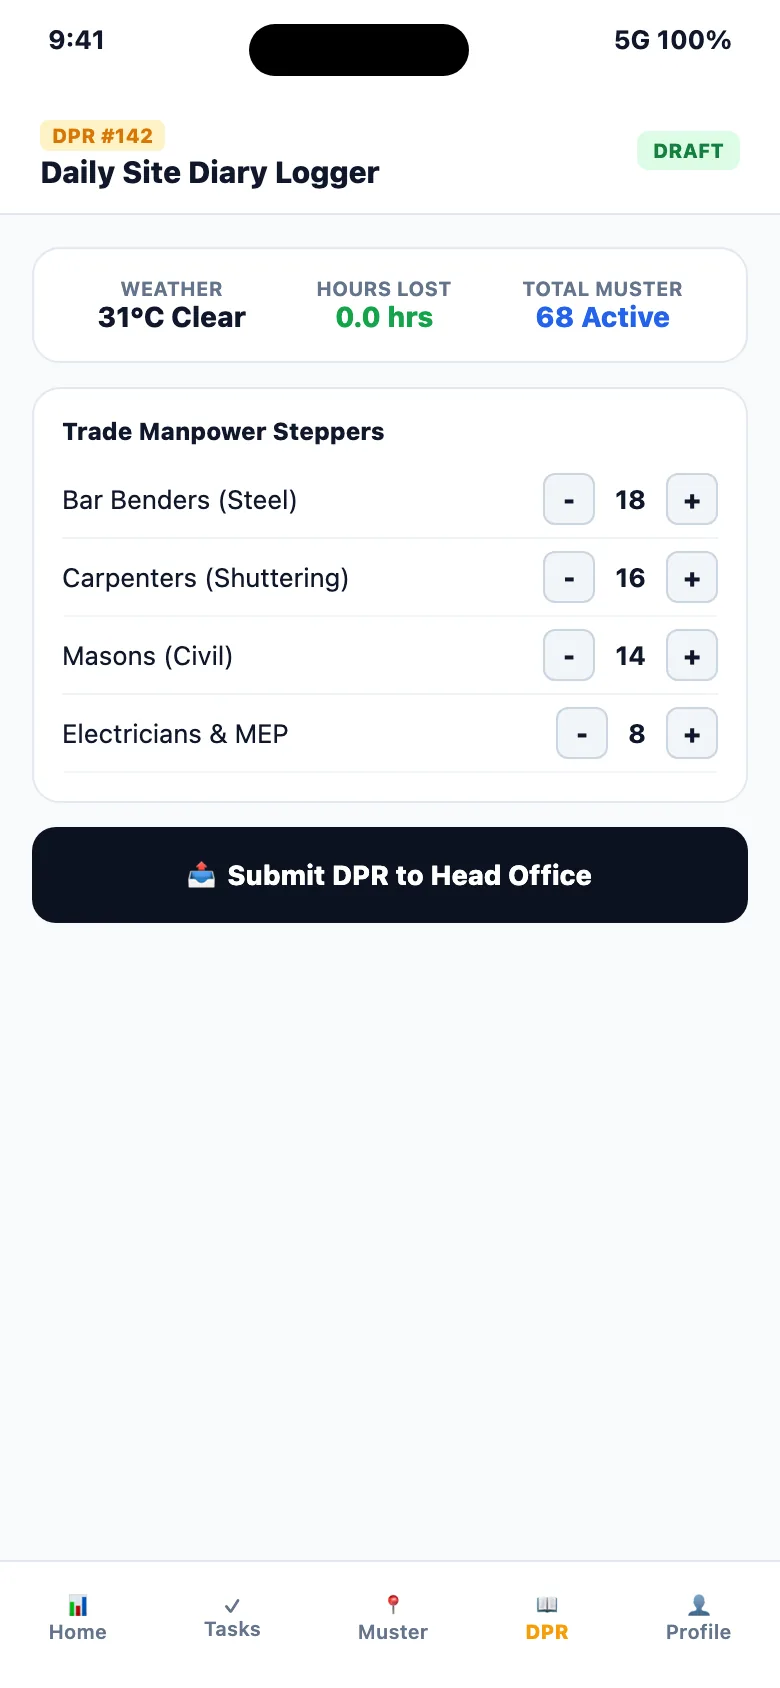 9:41
5G 100%
DPR #142
Daily Site Diary Logger
DRAFT
WEATHER
31°C Clear
HOURS LOST
0.0 hrs
TOTAL MUSTER
68 Active
Trade Manpower Steppers
Bar Benders (Steel) - 18 +
Carpenters (Shuttering) - 16 +
Masons (Civil) - 14 +
Electricians & MEP - 8 +
Submit DPR to Head Office
Home
Tasks
Muster
DPR
Profile